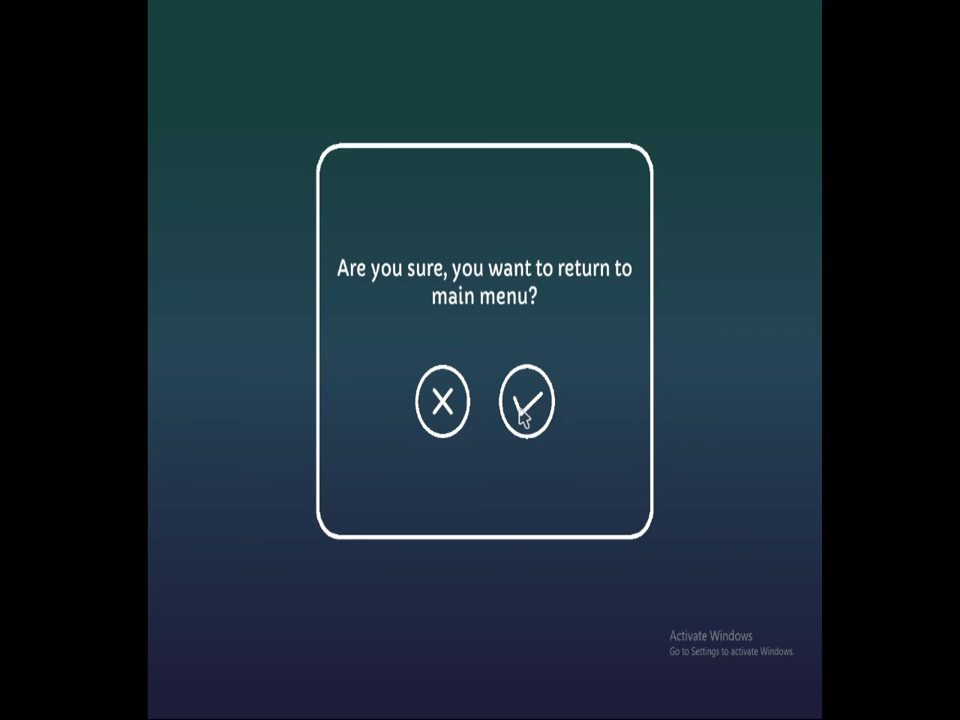 Are you sure, you want to return to
main menu?
Activate Windows
Go to Settings to activate Windows.